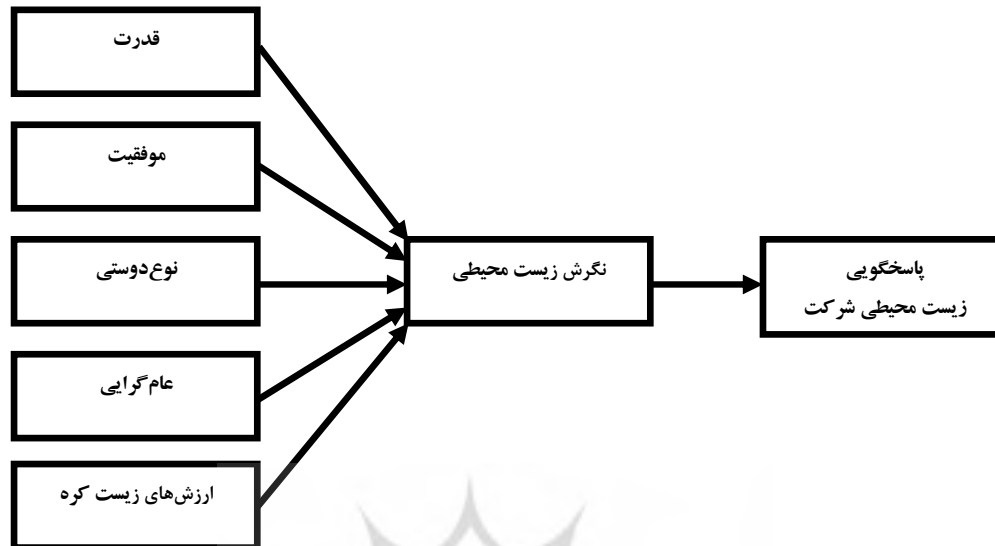 قدرت
موفقیت
نوع‌دوستی
عام‌گرایی
ارزش‌های زیست کره
نگرش زیست محیطی
پاسخگویی
زیست محیطی شرکت